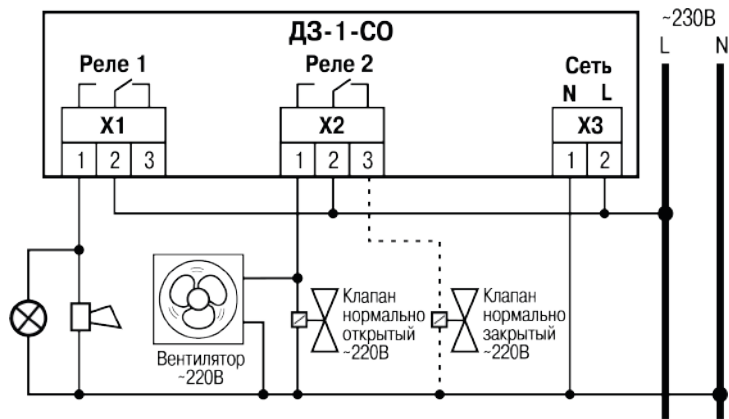 ДЗ-1-СО
~230В
L N
Реле 1
Реле 2
Сеть
N L
X1
X2
X3
1 2 3
1 2 3
1 2
Вентилятор
~220В
Клапан
нормально
открытый
~220В
Клапан
нормально
закрытый
~220В